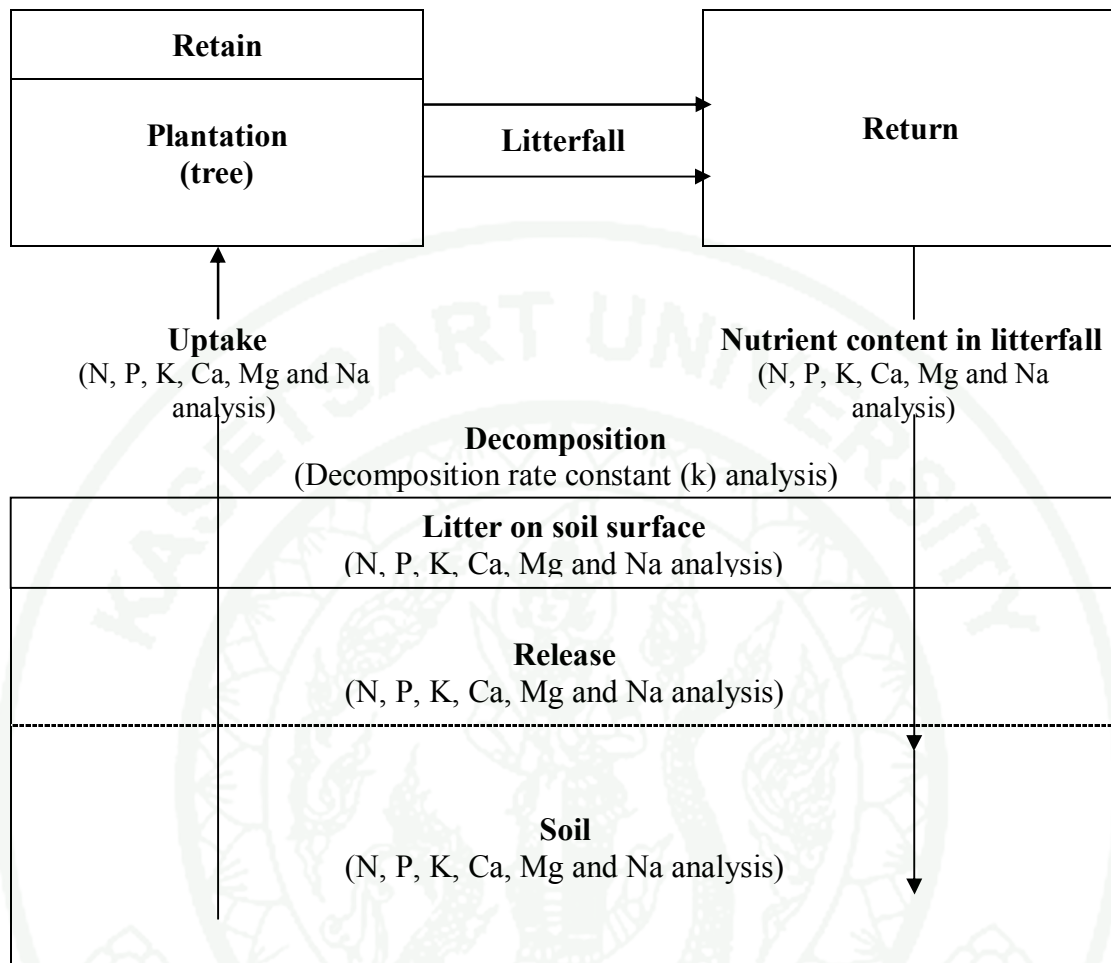 Retain
Plantation
(tree)
Litterfall
Return
Uptake
(N, P, K, Ca, Mg and Na
analysis)
Nutrient content in litterfall
(N, P, K, Ca, Mg and Na
analysis)
Decomposition
(Decomposition rate constant (k) analysis)
Litter on soil surface
(N, P, K, Ca, Mg and Na analysis)
Release
(N, P, K, Ca, Mg and Na analysis)
Soil
(N, P, K, Ca, Mg and Na analysis)
KASETSART UNIVERSITY